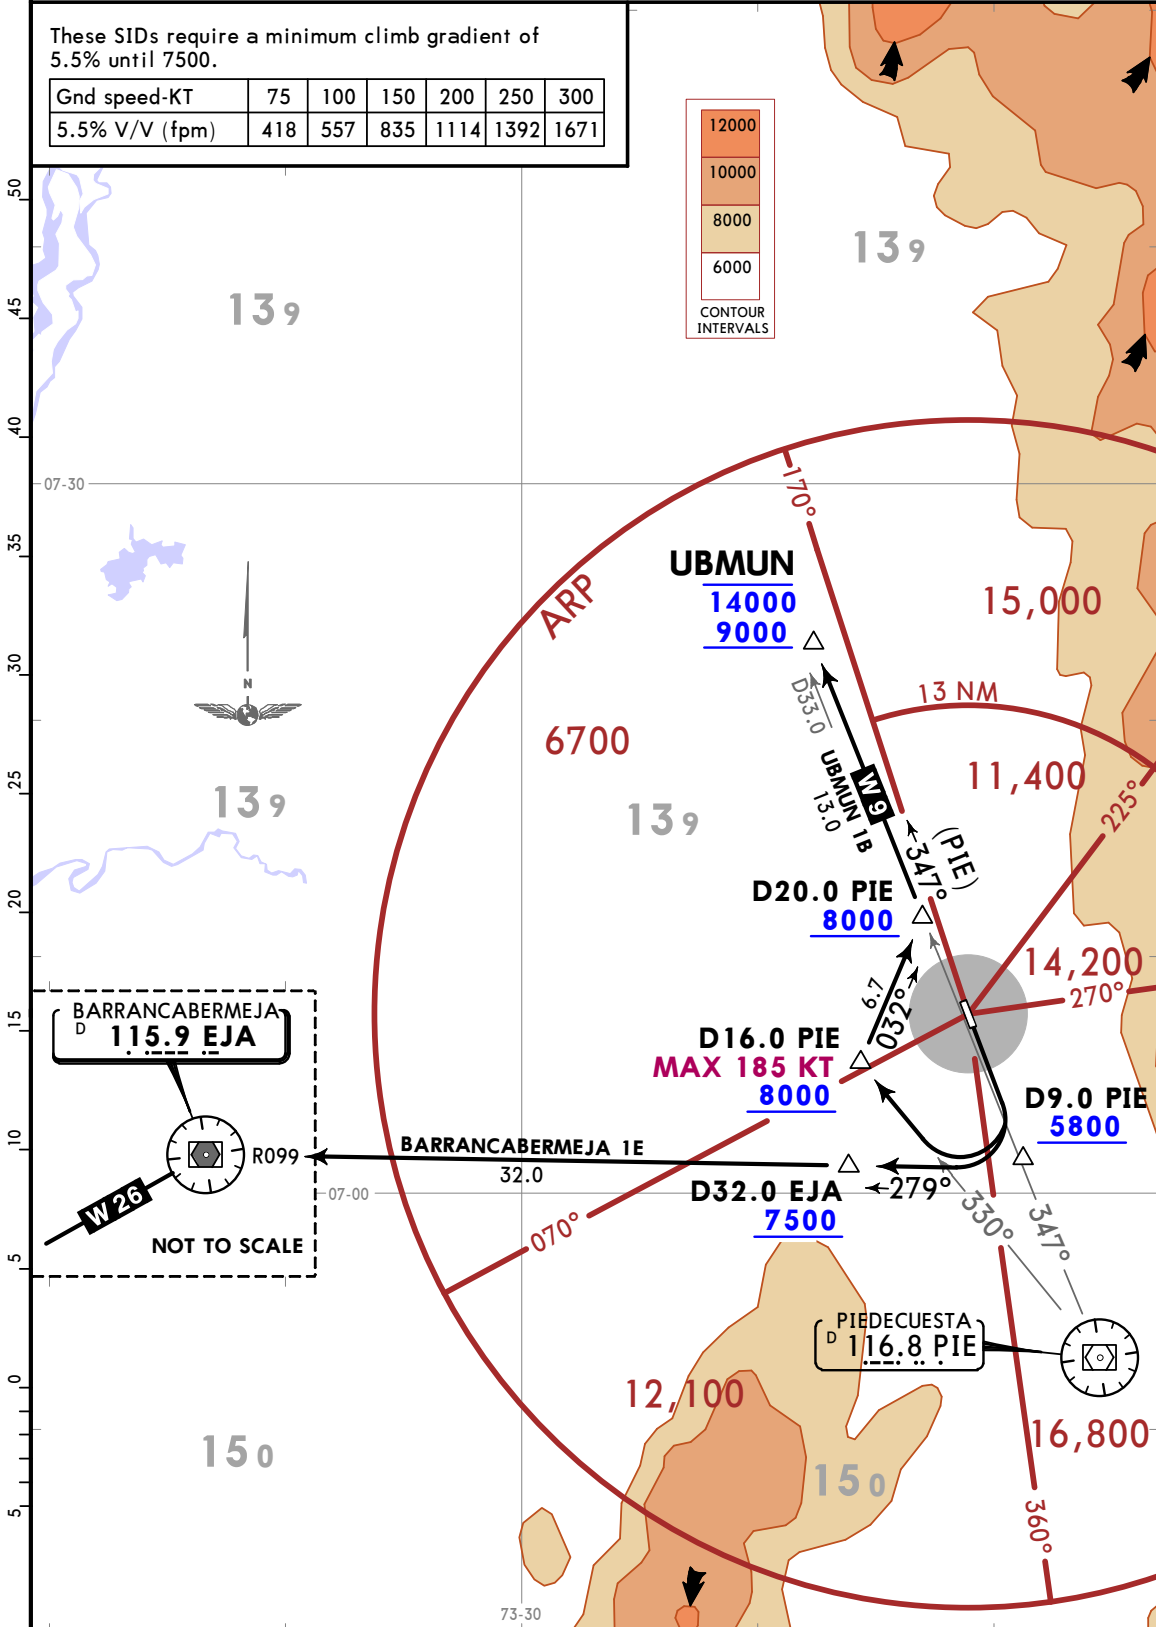 These SIDs require a minimum climb gradient of
5.5% until 7500.
Gnd speed-KT 75 100 150 200 250 300
5.5% V/V (fpm) 418 557 835 1114 1392 1671
12000
10000
8000
6000
CONTOUR
INTERVALS
50
45
40
35
30
25
20
15
10
5
0
5
139
139
07-30
170°
ARP
UBMUN
14000
9000
15,000
N
D33.0
13 NM
6700
W 9
UBMUN 1B
13.0
11,400
225°
139
139
347°
(PIE)
D20.0 PIE
8000
14,200
270°
6.7
032°
BARRANCABERMEJA
D 115.9 EJA
D16.0 PIE
MAX 185 KT
8000
D9.0 PIE
5800
R099
BARRANCABERMEJA 1E
32.0
07-00
D32.0 EJA
7500
279°
W 26
NOT TO SCALE
070°
330°
347°
PIEDECUESTA
D 116.8 PIE
12,100
16,800
150
150
360°
73-30